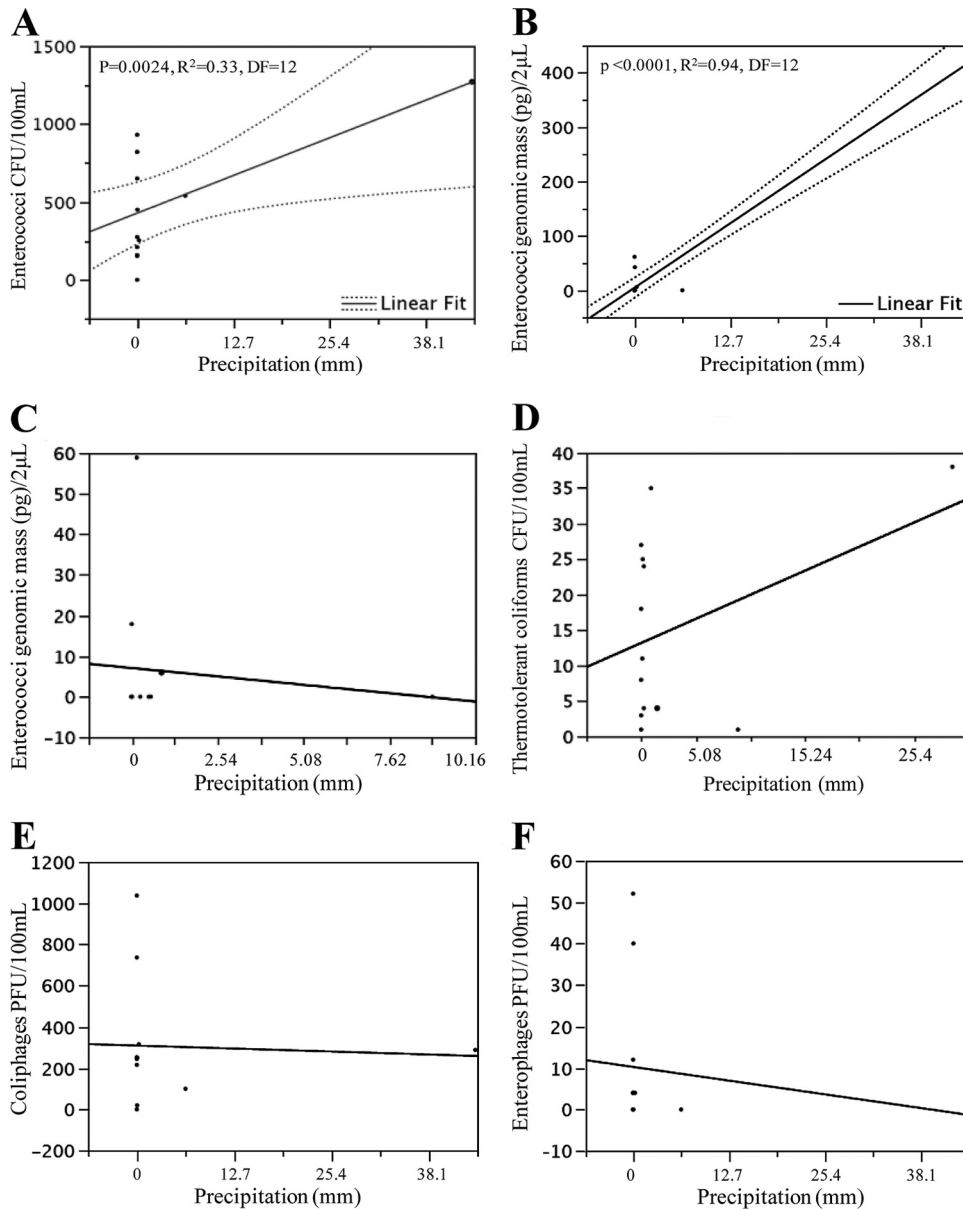 A
Enterococci CFU/100mL
1500
1000
500
0
P=0.0024, R²=0.33, DF=12
Linear Fit
0 12.7 25.4 38.1
Precipitation (mm)
B
Enterococci genomic mass (pg)/2µL
400
300
200
100
0
p <0.0001, R²=0.94, DF=12
Linear Fit
0 12.7 25.4 38.1
Precipitation (mm)
C
Enterococci genomic mass (pg)/2µL
60
50
40
30
20
10
0
-10
0 2.54 5.08 7.62 10.16
Precipitation (mm)
D
Thermotolerant coliforms CFU/100mL
40
35
30
25
20
15
10
5
0
0 5.08 15.24 25.4
Precipitation (mm)
E
Coliphages PFU/100mL
1200
1000
800
600
400
200
0
-200
0 12.7 25.4 38.1
Precipitation (mm)
F
Enterophages PFU/100mL
60
50
40
30
20
10
0
-10
0 12.7 25.4 38.1
Precipitation (mm)